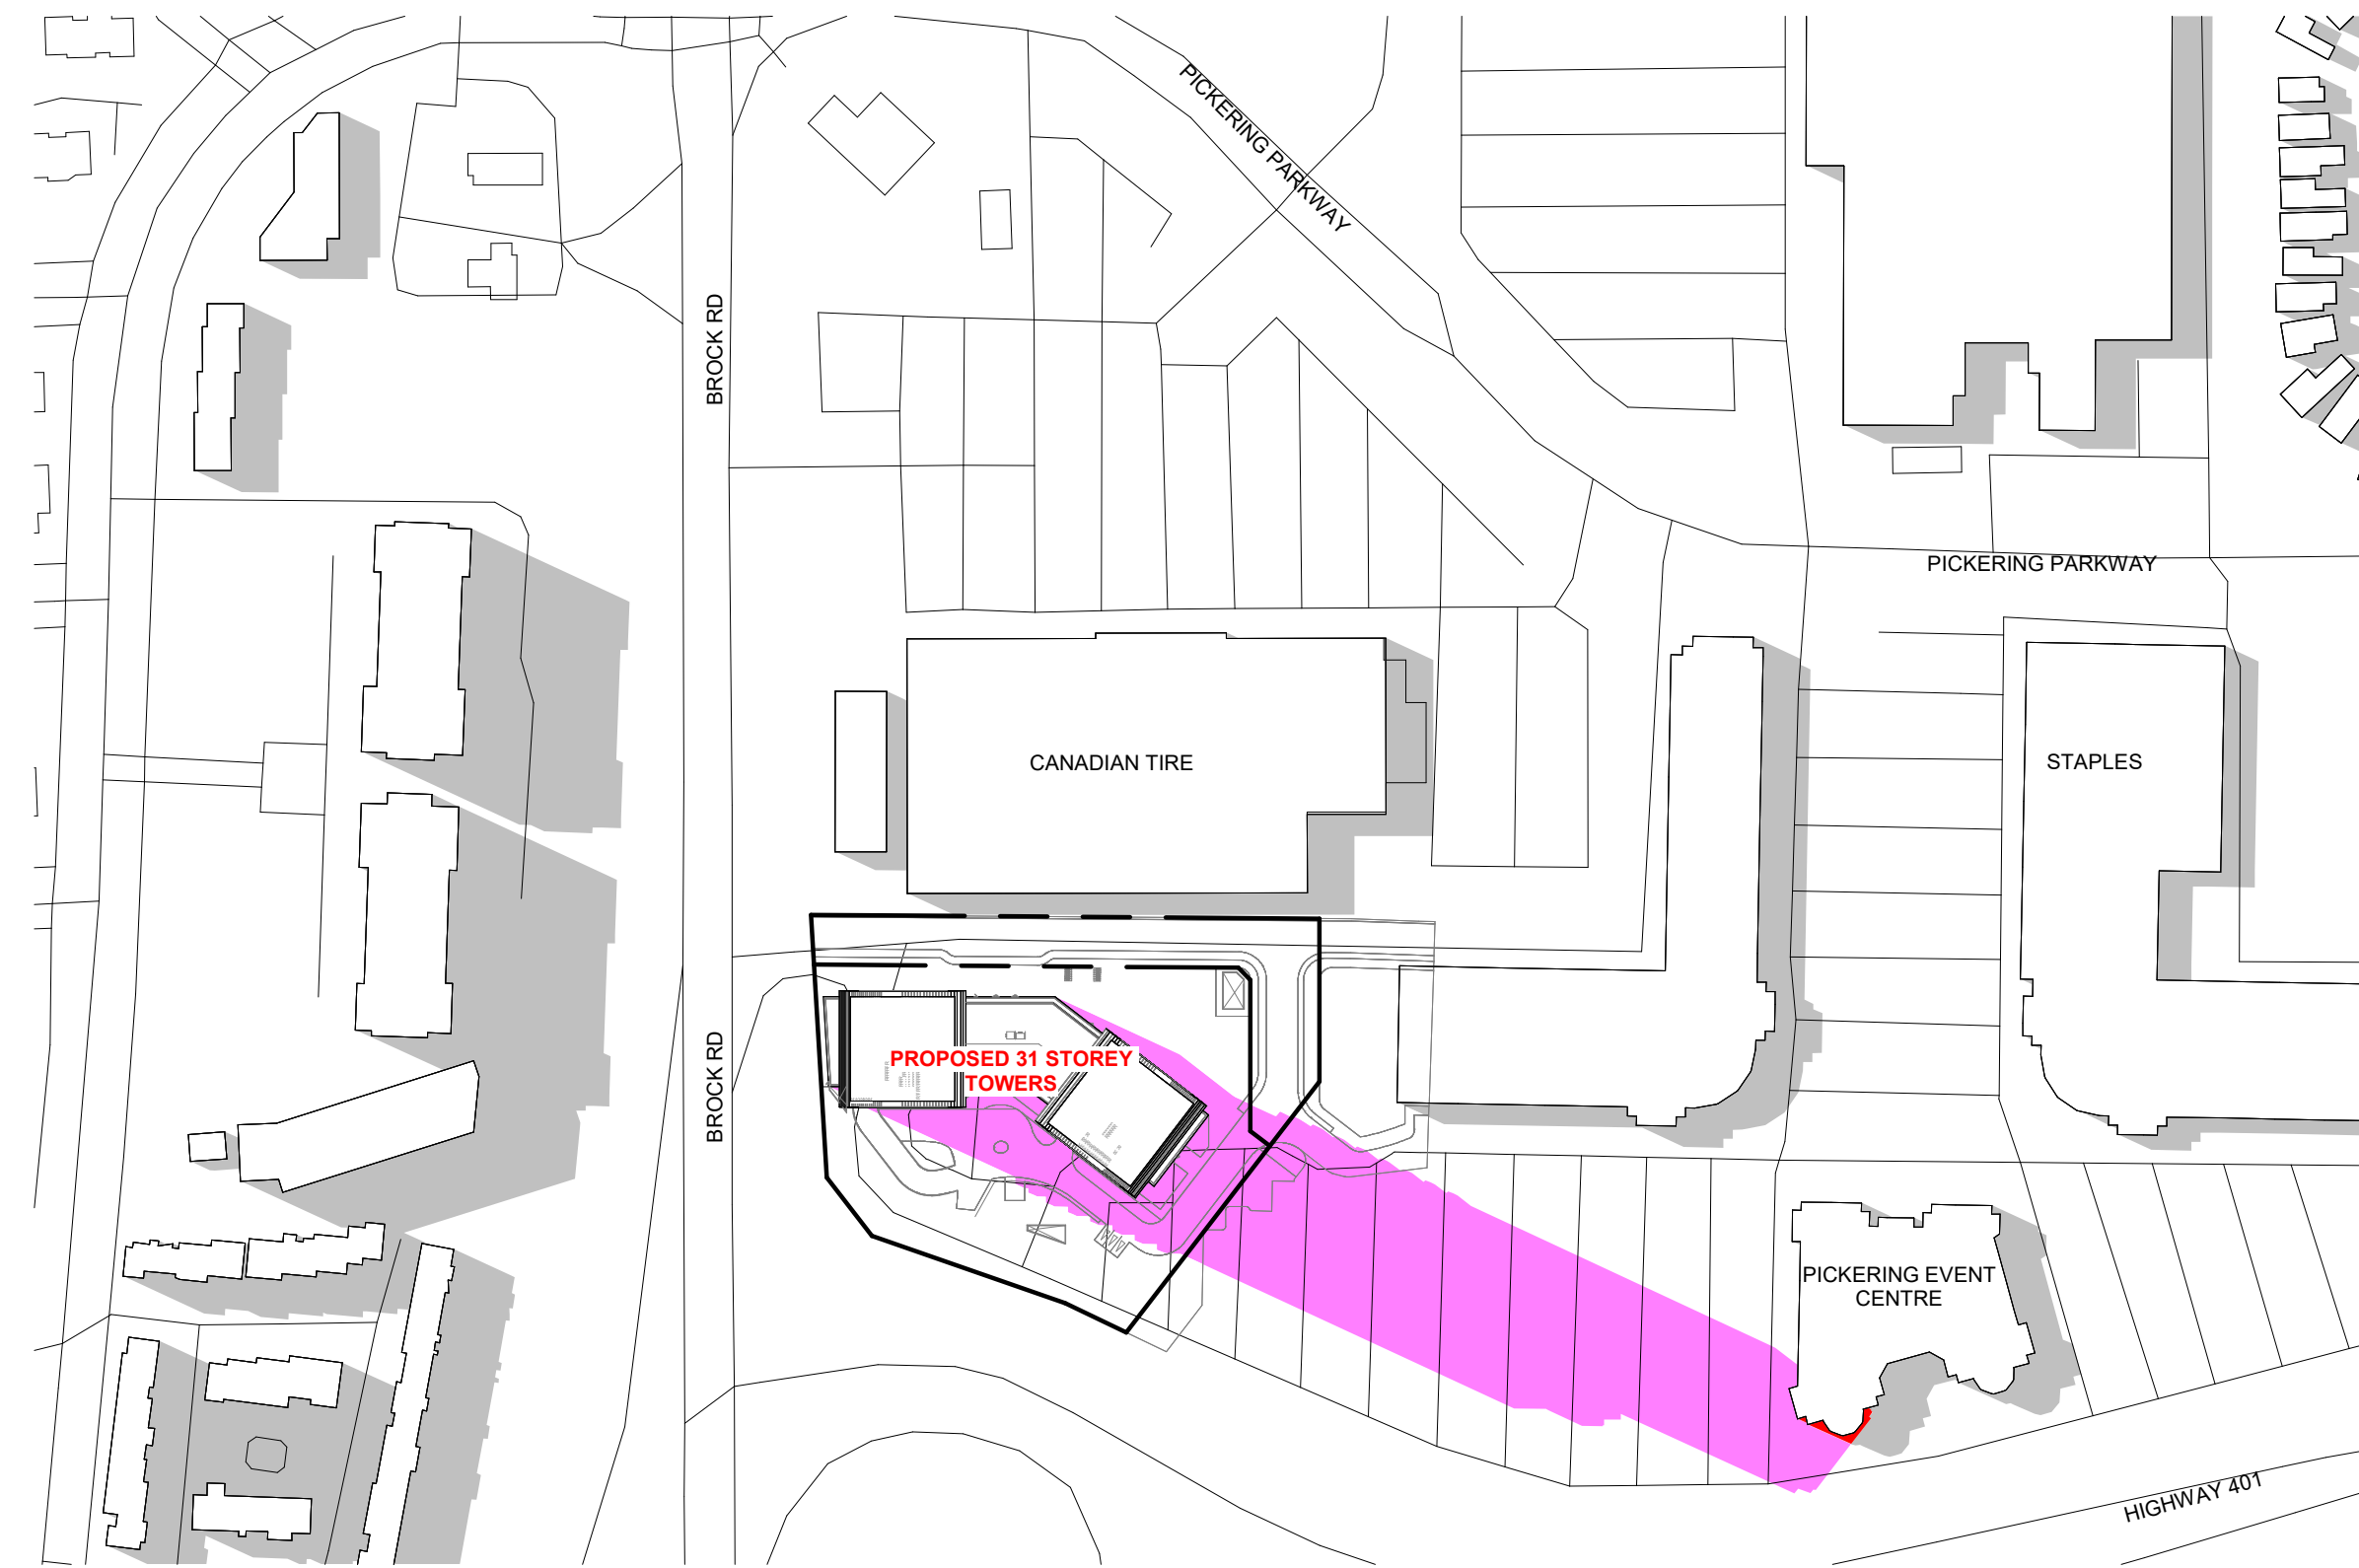 PICKERING PARKWAY
BROCK RD
PICKERING PARKWAY
CANADIAN TIRE
STAPLES
PROPOSED 31 STOREY
TOWERS
BROCK RD
PICKERING EVENT
CENTRE
HIGHWAY 401